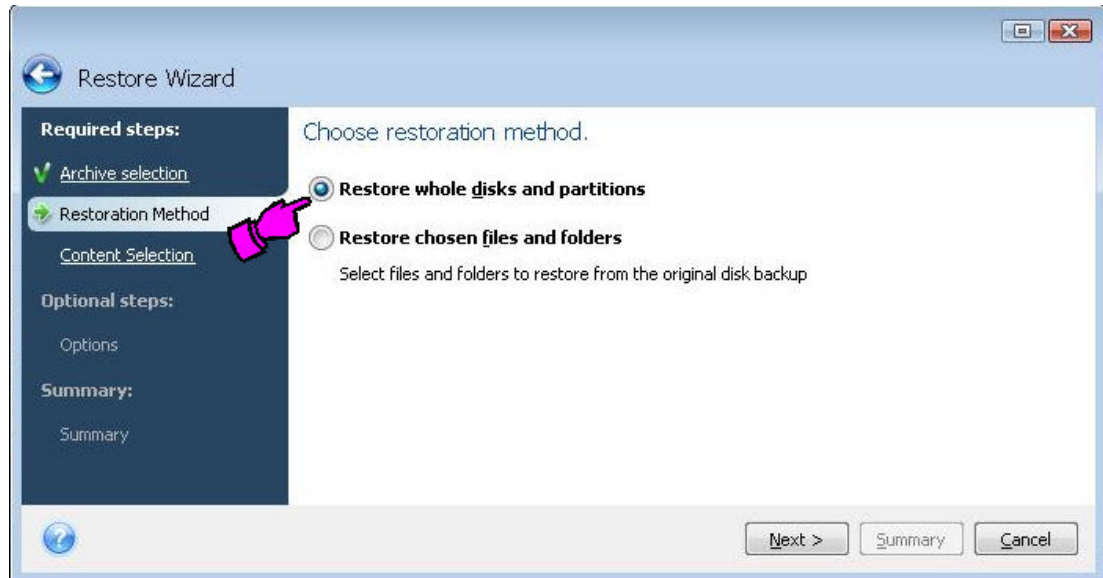 Restore Wizard
Required steps:
Archive selection
Restoration Method
Content Selection
Optional steps:
Options
Summary:
Summary
Choose restoration method.
Restore whole disks and partitions
Restore chosen files and folders
Select files and folders to restore from the original disk backup
Next >
Summary
Cancel